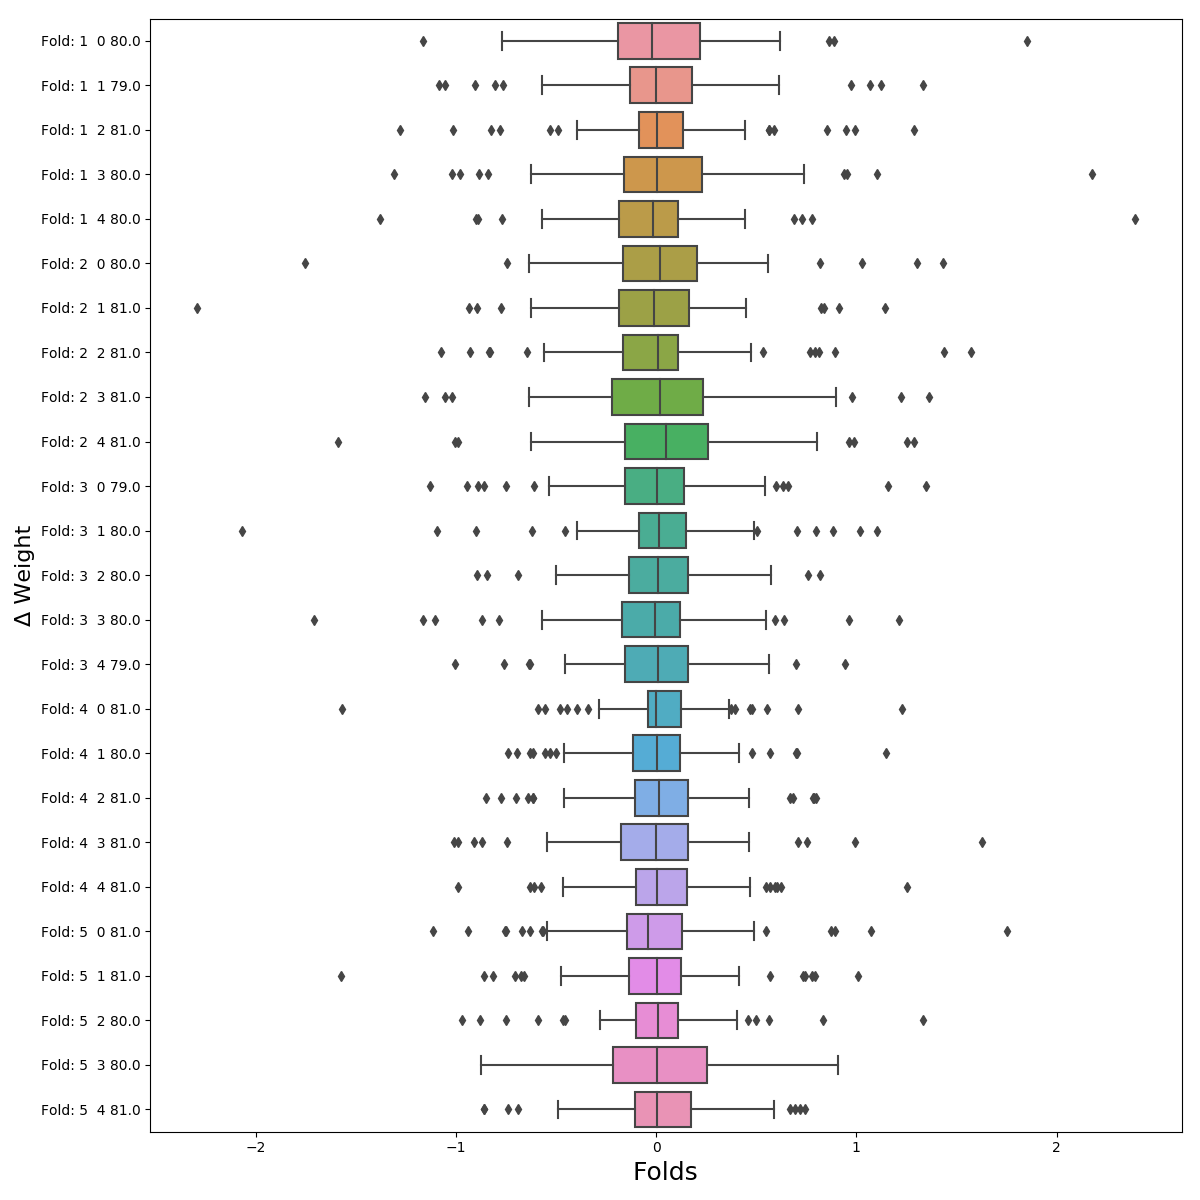 Fold: 1  0 80.0
Fold: 1  1 79.0
Fold: 1  2 81.0
Fold: 1  3 80.0
Fold: 1  4 80.0
Fold: 2  0 80.0
Fold: 2  1 81.0
Fold: 2  2 81.0
Fold: 2  3 81.0
Fold: 2  4 81.0
Fold: 3  0 79.0
Fold: 3  1 80.0
Fold: 3  2 80.0
Fold: 3  3 80.0
Fold: 3  4 79.0
Fold: 4  0 81.0
Fold: 4  1 80.0
Fold: 4  2 81.0
Fold: 4  3 81.0
Fold: 4  4 81.0
Fold: 5  0 81.0
Fold: 5  1 81.0
Fold: 5  2 80.0
Fold: 5  3 80.0
Fold: 5  4 81.0
Δ Weight
−2 −1 0 1 2
Folds